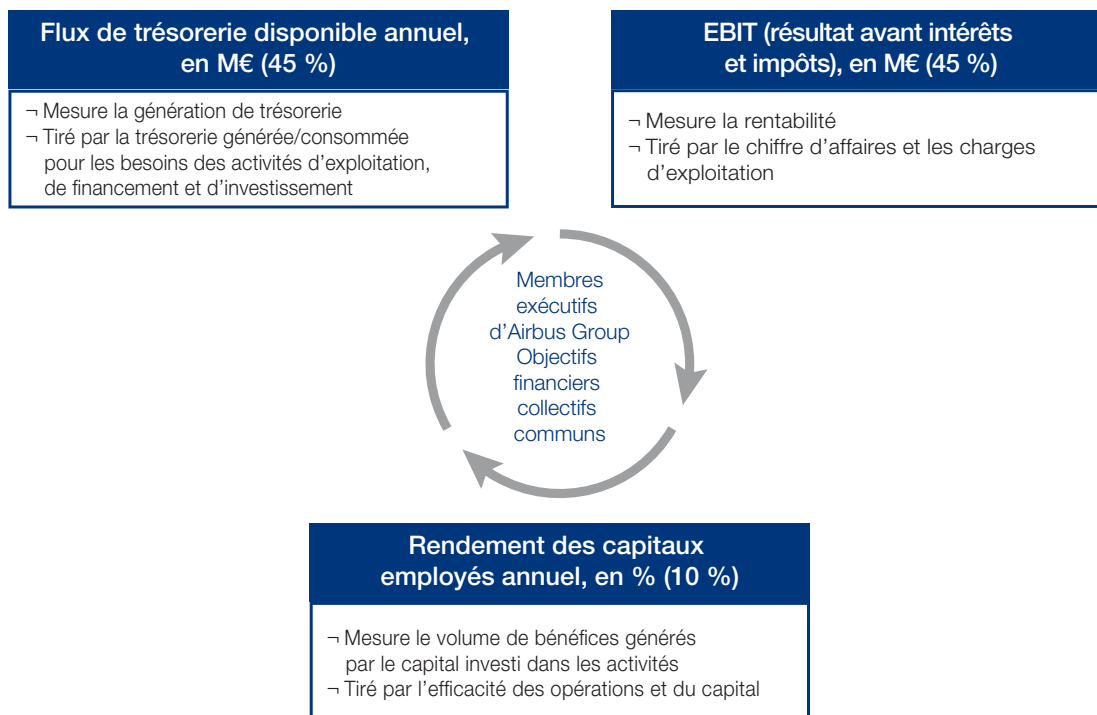 Flux de trésorerie disponible annuel,
en M€ (45 %)
¬ Mesure la génération de trésorerie
¬ Tiré par la trésorerie générée/consommée
pour les besoins des activités d’exploitation,
de financement et d’investissement
EBIT (résultat avant intérêts
et impôts), en M€ (45 %)
¬ Mesure la rentabilité
¬ Tiré par le chiffre d’affaires et les charges
d’exploitation
Membres
exécutifs
d’Airbus Group
Objectifs
financiers
collectifs
communs
Rendement des capitaux
employés annuel, en % (10 %)
¬ Mesure le volume de bénéfices générés
par le capital investi dans les activités
¬ Tiré par l’efficacité des opérations et du capital